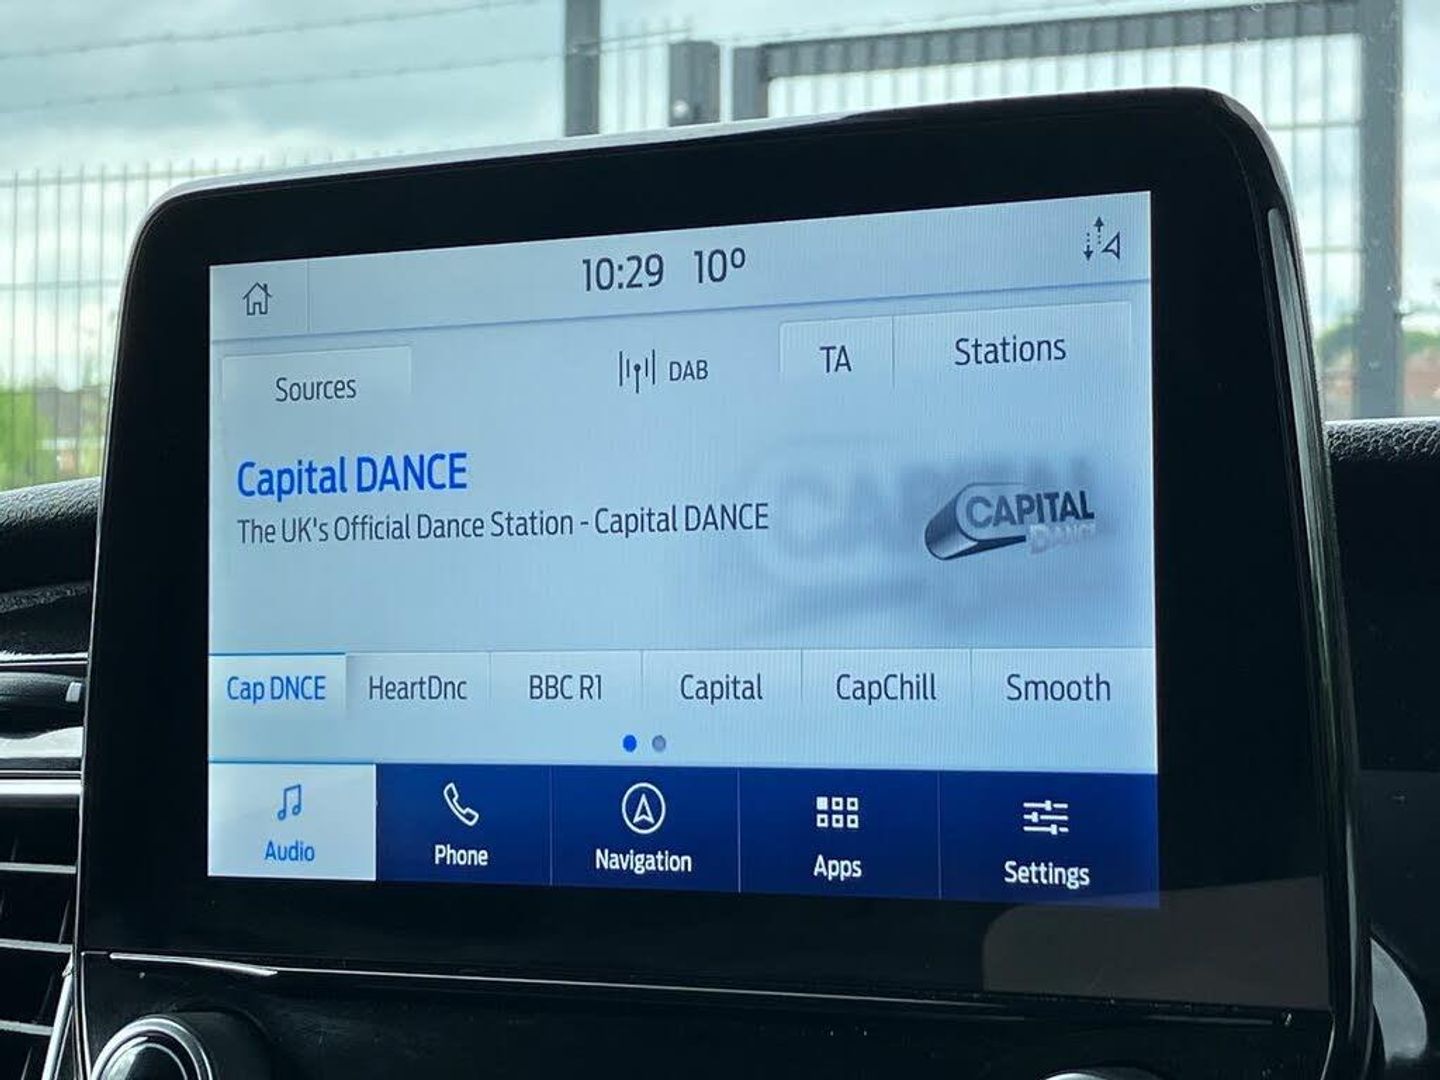 10:29 10°
Sources
DAB
TA
Stations
Capital DANCE
The UK's Official Dance Station - Capital DANCE
CAPITAL
DANCE
Cap DNCE
HeartDnc
BBC R1
Capital
CapChill
Smooth
Audio
Phone
Navigation
Apps
Settings